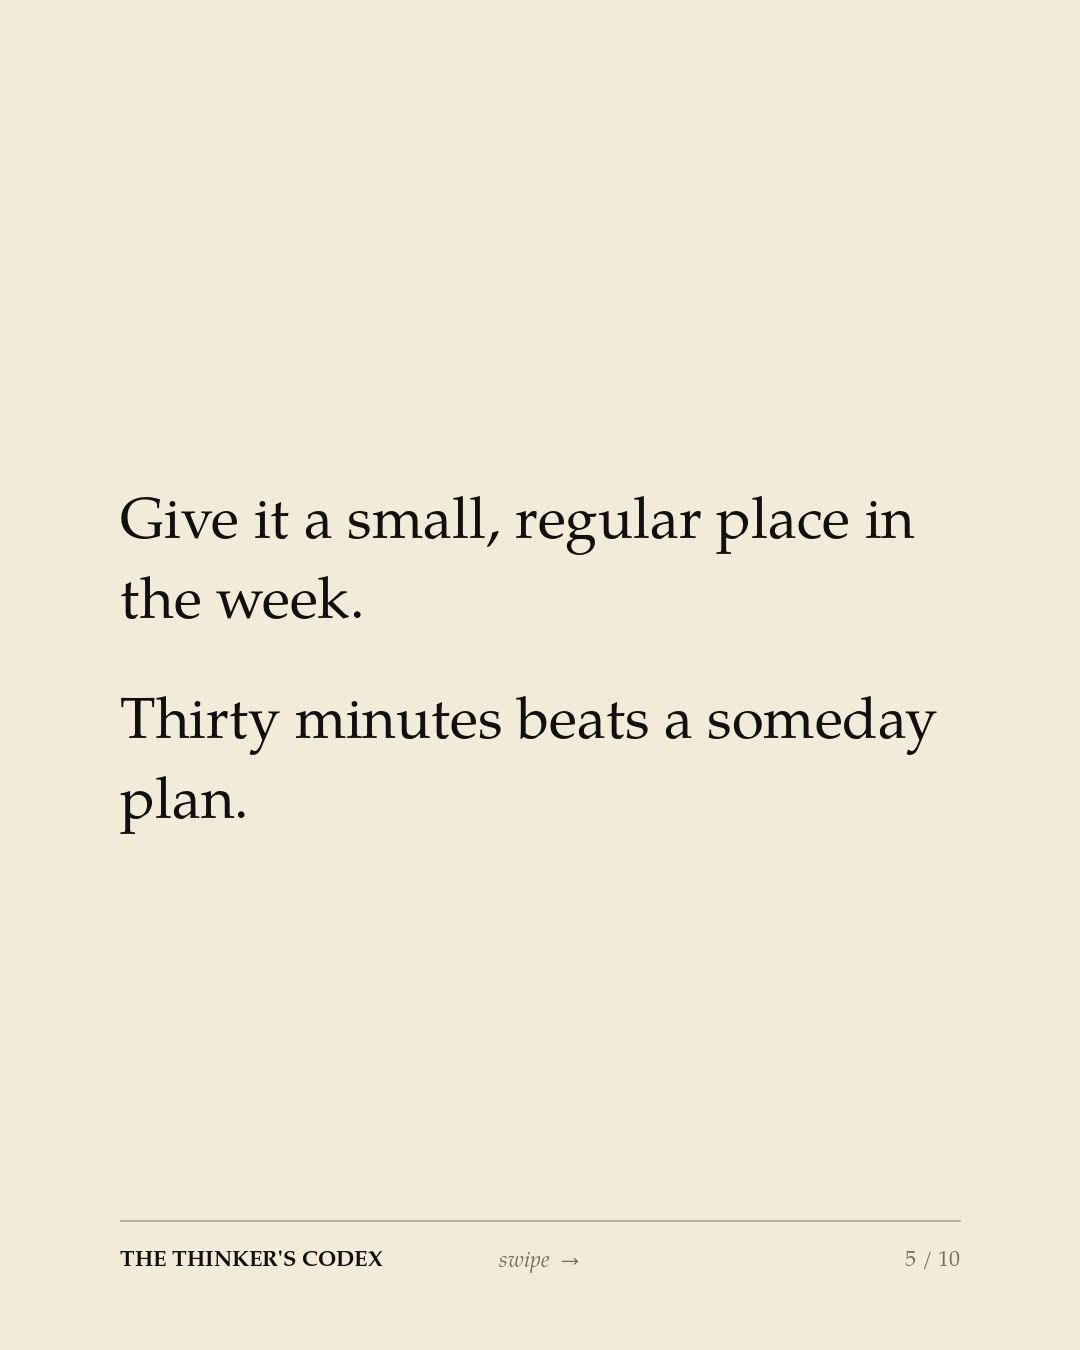 Give it a small, regular place in
the week.
Thirty minutes beats a someday
plan.
THE THINKER'S CODEX swipe → 5 / 10